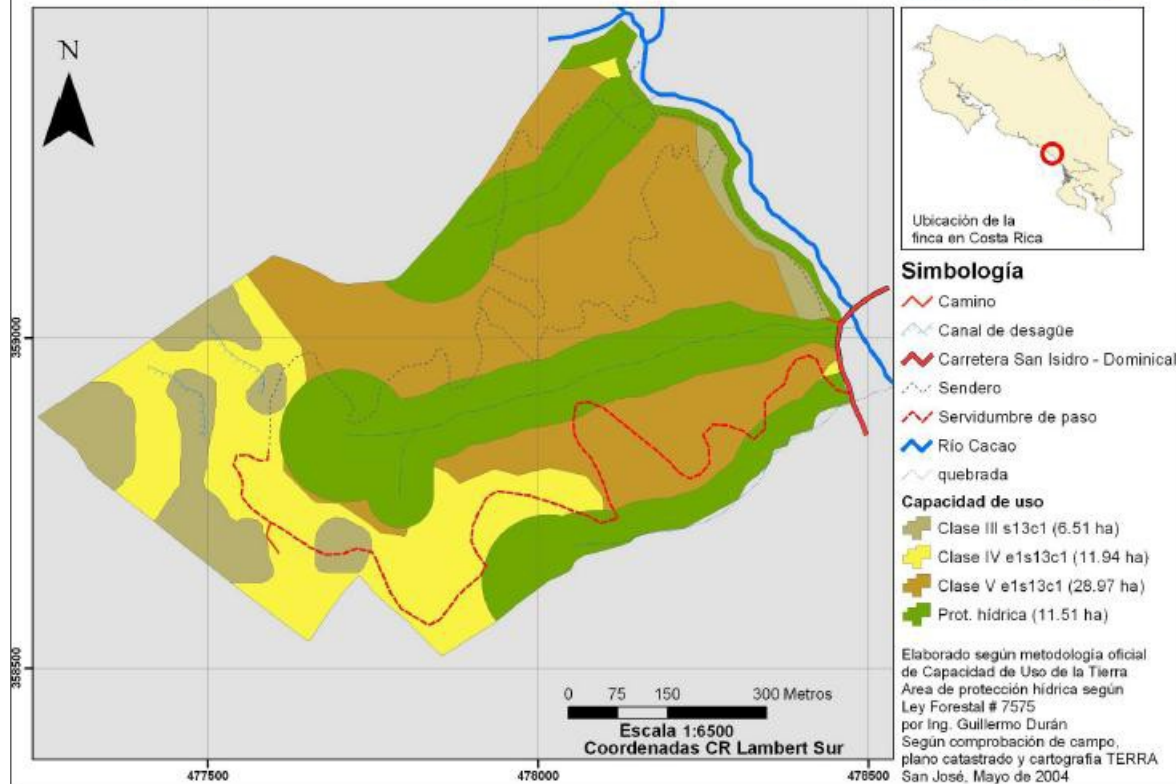 N
359000
358500
477500
478000
478500
0 75 150 300 Metros
Escala 1:6500
Coordenadas CR Lambert Sur
Ubicación de la
finca en Costa Rica
Simbología
Camino
Canal de desagüe
Carretera San Isidro - Dominical
Sendero
Servidumbre de paso
Río Cacao
quebrada
Capacidad de uso
Clase III s13c1 (6.51 ha)
Clase IV e1s13c1 (11.94 ha)
Clase V e1s13c1 (28.97 ha)
Prot. hídrica (11.51 ha)
Elaborado según metodología oficial
de Capacidad de Uso de la Tierra
Area de protección hídrica según
Ley Forestal # 7575
por Ing. Guillermo Durán
Según comprobación de campo,
plano catastrado y cartografía TERRA
San José, Mayo de 2004